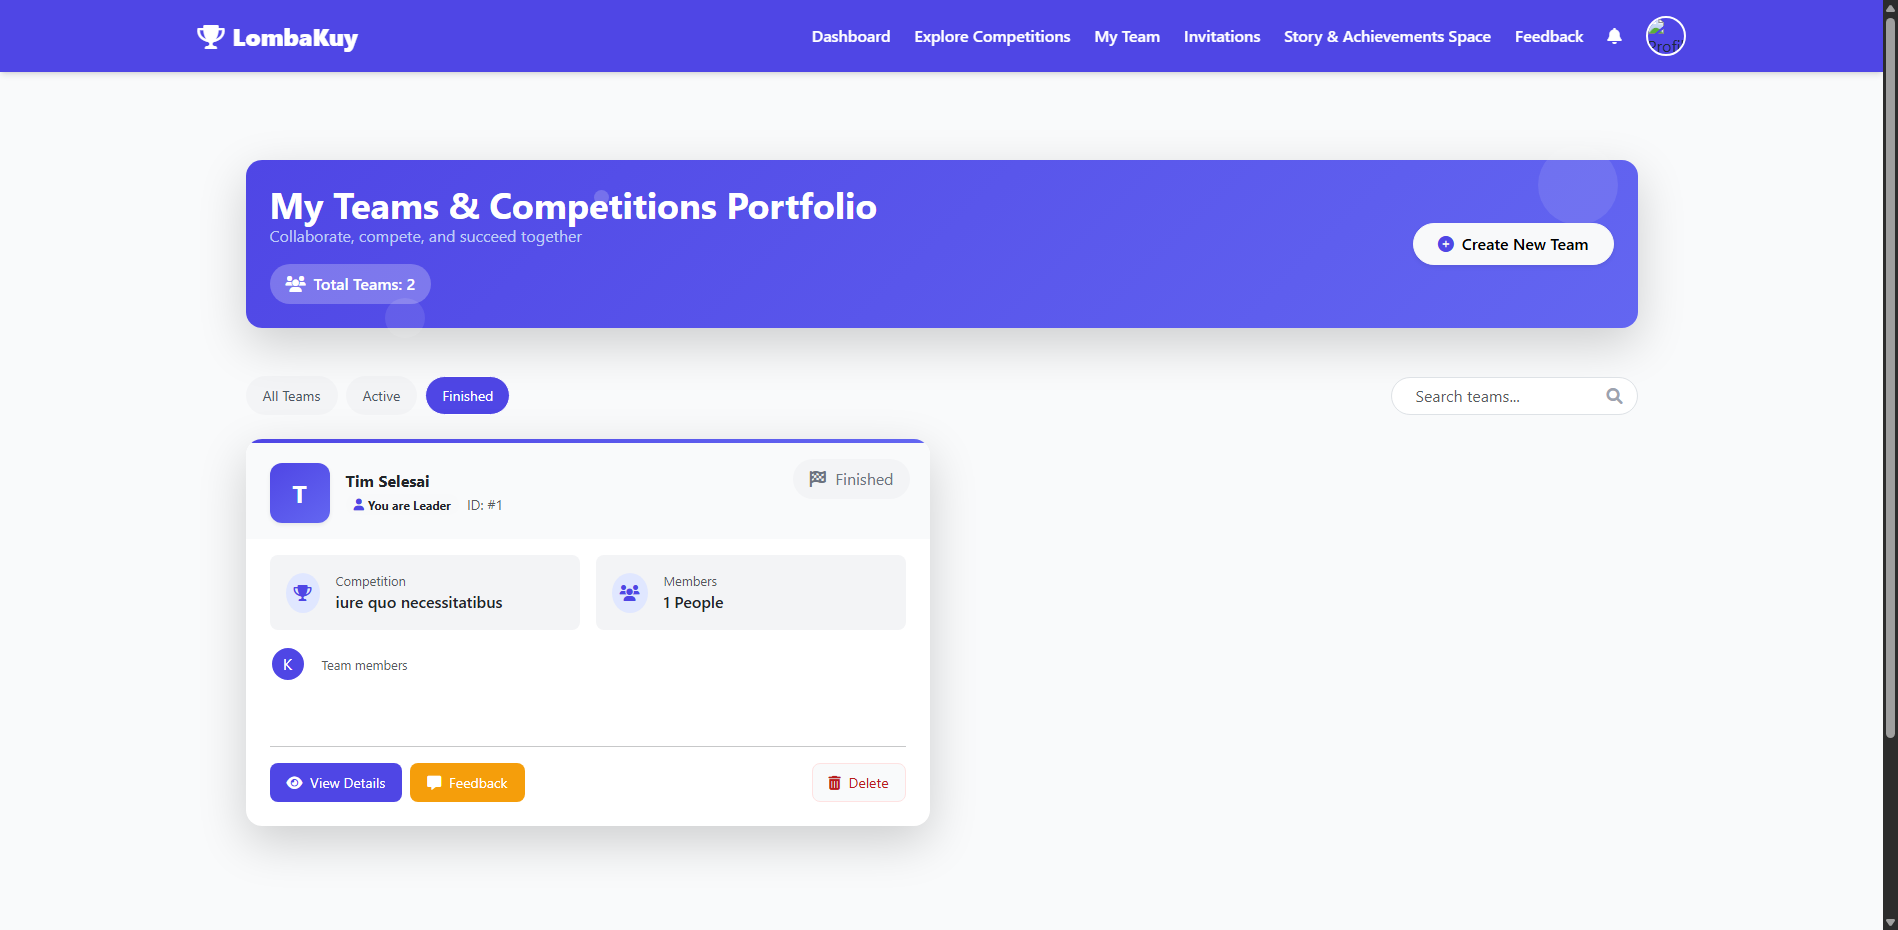 LombaKuy
Dashboard
Explore Competitions
My Team
Invitations
Story & Achievements Space
Feedback
Profi
My Teams & Competitions Portfolio
Collaborate, compete, and succeed together
Total Teams: 2
Create New Team
All Teams
Active
Finished
Search teams...
T
Tim Selesai
You are Leader
ID: #1
Finished
Competition
iure quo necessitatibus
Members
1 People
K
Team members
View Details
Feedback
Delete